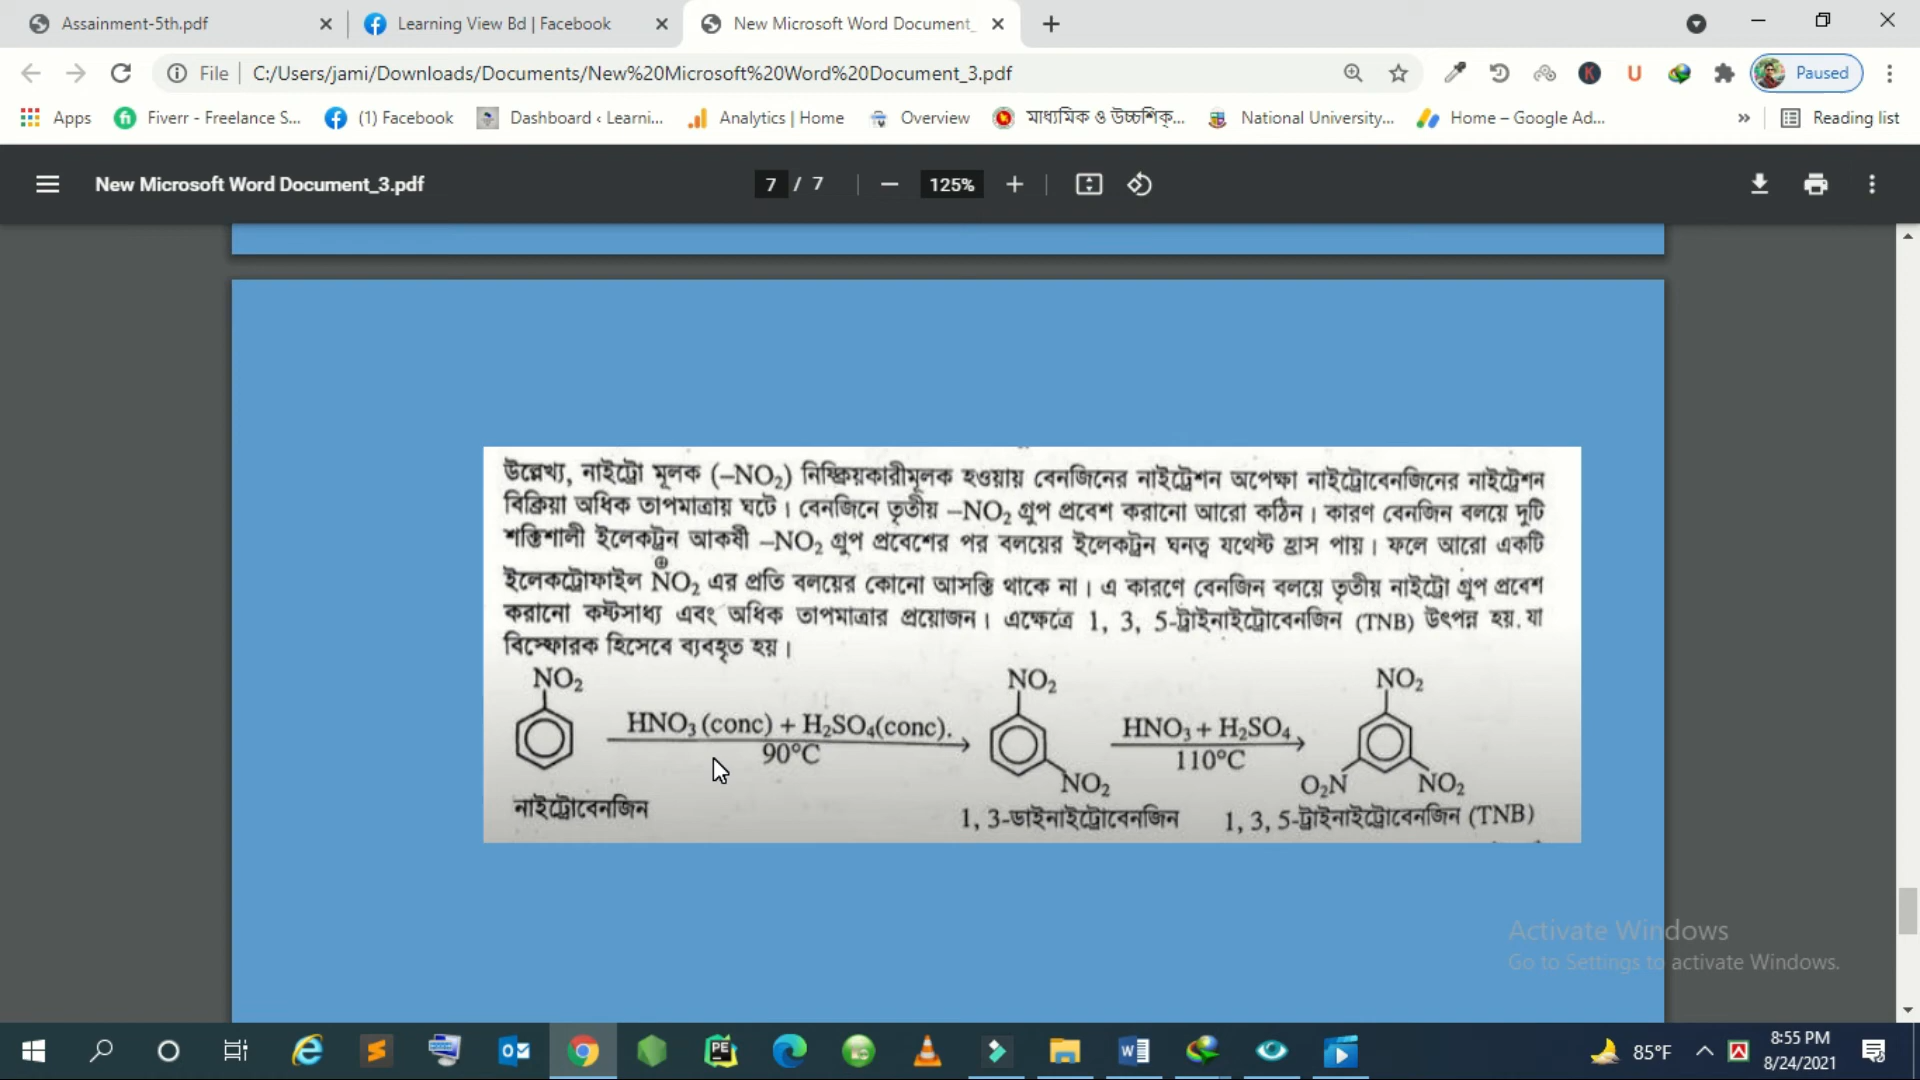 Assainment-5th.pdf
Learning View Bd | Facebook
New Microsoft Word Document_
File
C:/Users/jami/Downloads/Documents/New%20Microsoft%20Word%20Document_3.pdf
Paused
Apps
Fiverr - Freelance S...
(1) Facebook
Dashboard ‹ Learni...
Analytics | Home
Overview
মাধ্যমিক ও উচ্চশিক্...
National University...
Home – Google Ad...
»
Reading list
New Microsoft Word Document_3.pdf
7 / 7
125%
উল্লেখ্য, নাইট্রো মূলক (–NO₂) নিষ্ক্রিয়কারীমূলক হওয়ায় বেনজিনের নাইট্রেশন অপেক্ষা নাইট্রোবেনজিনের নাইট্রেশন
বিক্রিয়া অধিক তাপমাত্রায় ঘটে। বেনজিনে তৃতীয় –NO₂ গ্রুপ প্রবেশ করানো আরো কঠিন। কারণ বেনজিন বলয়ে দুটি
শক্তিশালী ইলেকট্রন আকর্ষী –NO₂ গ্রুপ প্রবেশের পর বলয়ের ইলেকট্রন ঘনত্ব যথেষ্ট হ্রাস পায়। ফলে আরো একটি
ইলেকট্রোফাইল N⊕O₂ এর প্রতি বলয়ের কোনো আসক্তি থাকে না। এ কারণে বেনজিন বলয়ে তৃতীয় নাইট্রো গ্রুপ প্রবেশ
করানো কষ্টসাধ্য এবং অধিক তাপমাত্রার প্রয়োজন। এক্ষেত্রে 1, 3, 5-ট্রাইনাইট্রোবেনজিন (TNB) উৎপন্ন হয়. যা
বিস্ফোরক হিসেবে ব্যবহৃত হয়।
NO₂
NO₂
NO₂
HNO₃ (conc) + H₂SO₄(conc).
HNO₃ + H₂SO₄
90°C
110°C
NO₂
O₂N
NO₂
নাইট্রোবেনজিন
1, 3-ডাইনাইট্রোবেনজিন
1, 3, 5-ট্রাইনাইট্রোবেনজিন (TNB)
Activate Windows
Go to Settings to activate Windows.
85°F
8:55 PM
8/24/2021